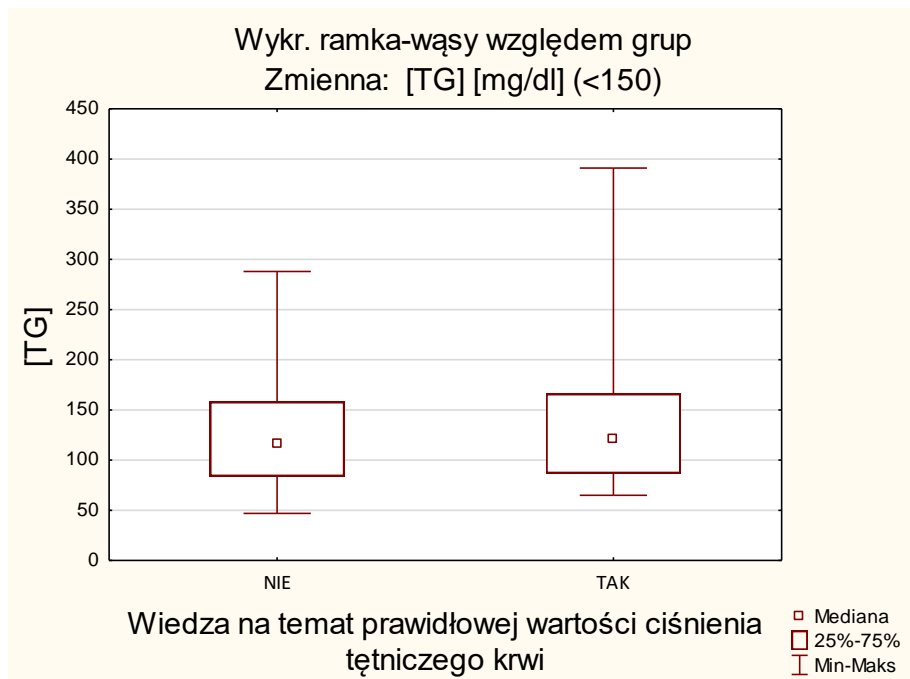 Wykr. ramka-wąsy względem grup
Zmienna: [TG] [mg/dl] (<150)
450
400
350
300
250
200
150
100
50
0
[TG]
NIE TAK
Wiedza na temat prawidłowej wartości ciśnienia
tętniczego krwi
Mediana
25%-75%
Min-Maks